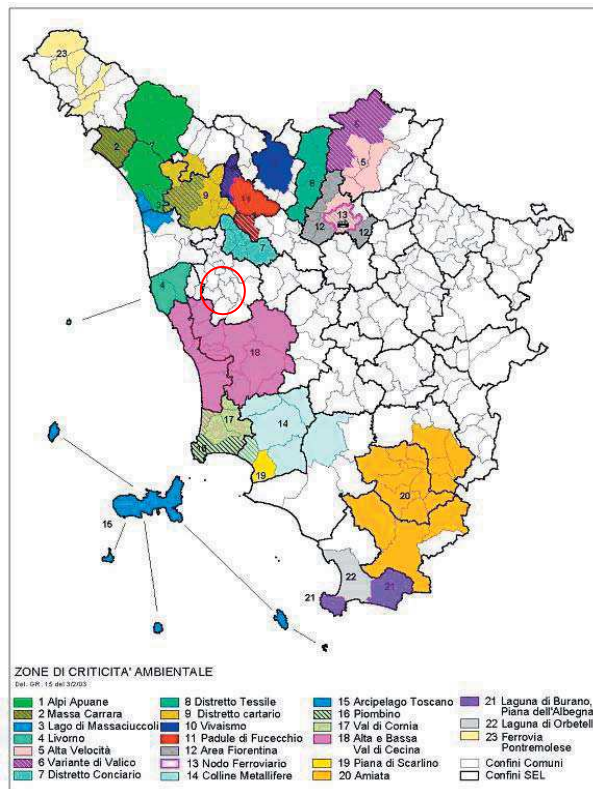 23
2
3
9
11
8
6
5
13
12
12
7
4
18
17
14
16
19
20
15
22
21
21
ZONE DI CRITICITA' AMBIENTALE
Del. GR. 15 del 3/2/03
1 Alpi Apuane
2 Massa Carrara
3 Lago di Massaciuccoli
4 Livorno
5 Alta Velocità
6 Variante di Valico
7 Distretto Conciario
8 Distretto Tessile
9 Distretto cartario
10 Vivaismo
11 Padule di Fucecchio
12 Area Fiorentina
13 Nodo Ferroviario
14 Colline Metallifere
15 Arcipelago Toscano
16 Piombino
17 Val di Cornia
18 Alta e Bassa
Val di Cecina
19 Piana di Scarlino
20 Amiata
21 Laguna di Burano,
Piana dell'Albegna
22 Laguna di Orbetell
23 Ferrovia
Pontremolese
Confini Comuni
Confini SEL